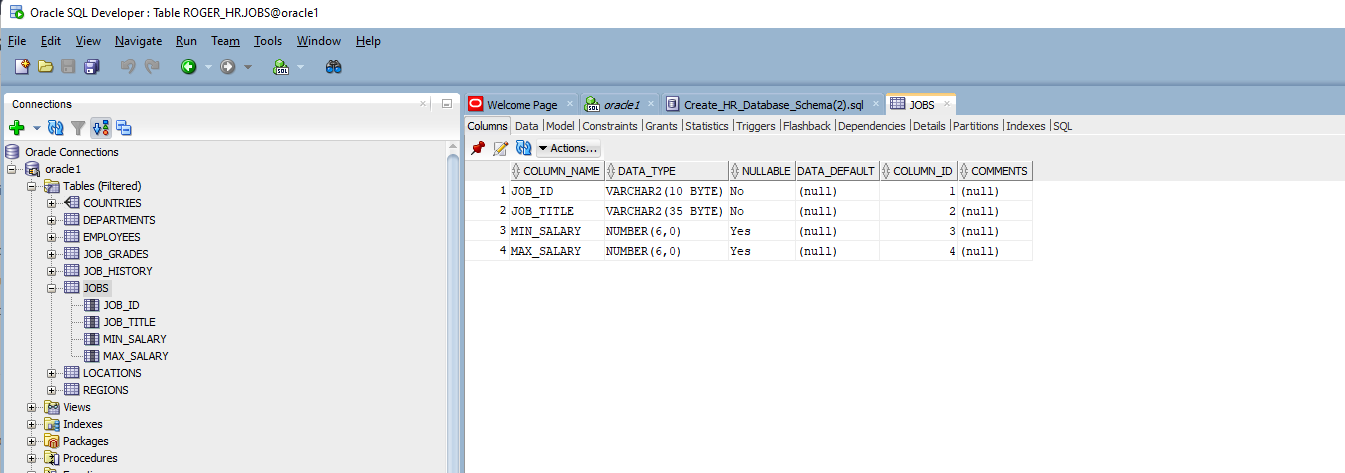 Oracle SQL Developer : Table ROGER_HR.JOBS@oracle1
File Edit View Navigate Run Team Tools Window Help
SQL
Connections
Oracle Connections
oracle1
Tables (Filtered)
COUNTRIES
DEPARTMENTS
EMPLOYEES
JOB_GRADES
JOB_HISTORY
JOBS
JOB_ID
JOB_TITLE
MIN_SALARY
MAX_SALARY
LOCATIONS
REGIONS
Views
Indexes
Packages
Procedures
Welcome Page oracle1 Create_HR_Database_Schema(2).sql JOBS
Columns Data Model Constraints Grants Statistics Triggers Flashback Dependencies Details Partitions Indexes SQL
Actions...
COLUMN_NAME DATA_TYPE NULLABLE DATA_DEFAULT COLUMN_ID COMMENTS
1 JOB_ID VARCHAR2(10 BYTE) No (null) 1 (null)
2 JOB_TITLE VARCHAR2(35 BYTE) No (null) 2 (null)
3 MIN_SALARY NUMBER(6,0) Yes (null) 3 (null)
4 MAX_SALARY NUMBER(6,0) Yes (null) 4 (null)